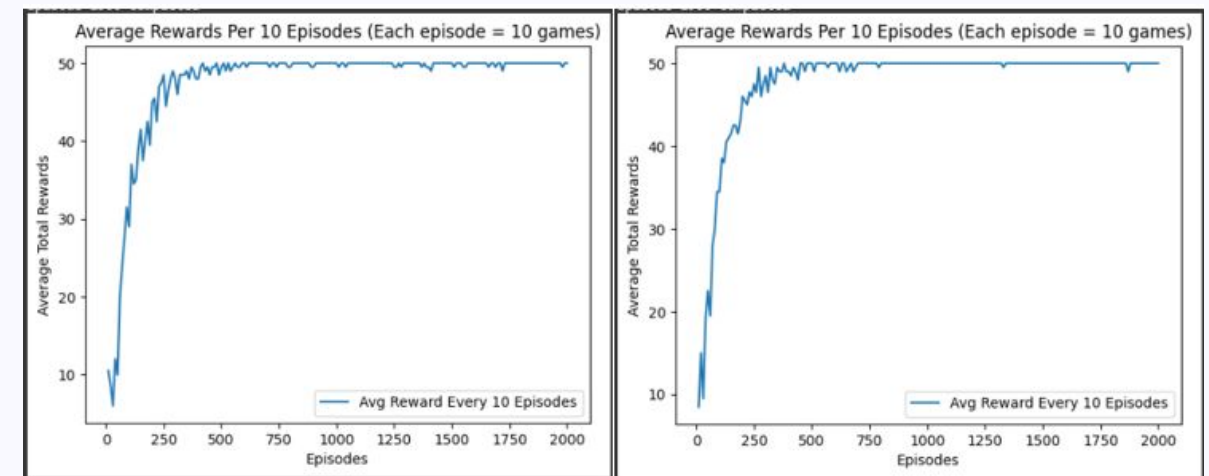 Average Rewards Per 10 Episodes (Each episode = 10 games)
50
40
30
20
10
Average Total Rewards
Avg Reward Every 10 Episodes
0 250 500 750 1000 1250 1500 1750 2000
Episodes
Average Rewards Per 10 Episodes (Each episode = 10 games)
50
40
30
20
10
Average Total Rewards
Avg Reward Every 10 Episodes
0 250 500 750 1000 1250 1500 1750 2000
Episodes